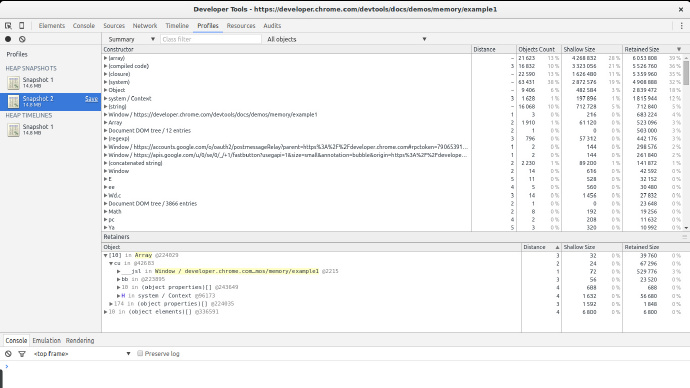 Developer Tools - https://developer.chrome.com/devtools/docs/demos/memory/example1
Elements Console Sources Network Timeline Profiles Resources Audits
Summary Class filter All objects
Profiles
HEAP SNAPSHOTS
Snapshot 1
14.6 MB
Snapshot 2 Save
14.8 MB
HEAP TIMELINES
Snapshot 1
14.8 MB
Constructor Distance Objects Count Shallow Size Retained Size
(array) – 21 623 13 % 4 268 832 28 % 6 053 808 39 %
(compiled code) 3 16 832 10 % 3 323 056 21 % 5 526 760 36 %
(closure) – 22 590 13 % 1 626 480 11 % 5 359 960 35 %
(system) – 63 431 38 % 2 872 576 19 % 4 908 888 32 %
Object – 9 406 6 % 482 584 3 % 2 839 472 18 %
system / Context 3 1 628 1 % 197 896 1 % 1 815 944 12 %
(string) – 16 068 10 % 712 728 5 % 712 840 5 %
Window / https://developer.chrome.com/devtools/docs/demos/memory/example1 1 3 0 % 216 0 % 683 224 4 %
Array 2 1 910 1 % 61 120 0 % 523 096 3 %
Document DOM tree / 12 entries 2 1 0 % 0 0 % 503 000 3 %
(regexp) 3 796 0 % 57 312 0 % 442 176 3 %
Window / https://accounts.google.com/o/oauth2/postmessageRelay?parent=https%3A%2F%2Fdeveloper.chrome.com#rpctoken=79065391... 1 2 0 % 144 0 % 298 576 2 %
Window / https://apis.google.com/u/0/se/0/_/+1/fastbutton?usegapi=1&size=small&annotation=bubble&origin=https%3A%2F%2Fdevelope... 1 2 0 % 144 0 % 261 840 2 %
(concatenated string) 2 2 230 1 % 89 200 1 % 141 872 1 %
Window 2 14 0 % 616 0 % 42 592 0 %
E 5 11 0 % 528 0 % 32 152 0 %
ee 4 5 0 % 560 0 % 30 480 0 %
Wd.c 3 14 0 % 1 456 0 % 27 832 0 %
Document DOM tree / 3866 entries 2 1 0 % 0 0 % 23 648 0 %
Math 2 8 0 % 192 0 % 19 256 0 %
pc 4 2 0 % 208 0 % 11 632 0 %
Ya 5 3 0 % 320 0 % 10 992 0 %
Retainers
Object Distance Shallow Size Retained Size
[10] in Array @224029 3 32 0 % 39 760 0 %
cu in @42683 2 24 0 % 67 296 0 %
___jsl in Window / developer.chrome.com…mos/memory/example1 @2215 1 72 0 % 529 776 3 %
bb in @223895 3 56 0 % 23 520 0 %
10 in (object properties)[] @243849 4 688 0 % 688 0 %
H in system / Context @96173 4 1 632 0 % 56 680 0 %
174 in (object properties)[] @224035 3 1 592 0 % 1 848 0 %
10 in (object elements)[] @336591 4 6 800 0 % 6 800 0 %
Console Emulation Rendering
<top frame> Preserve log